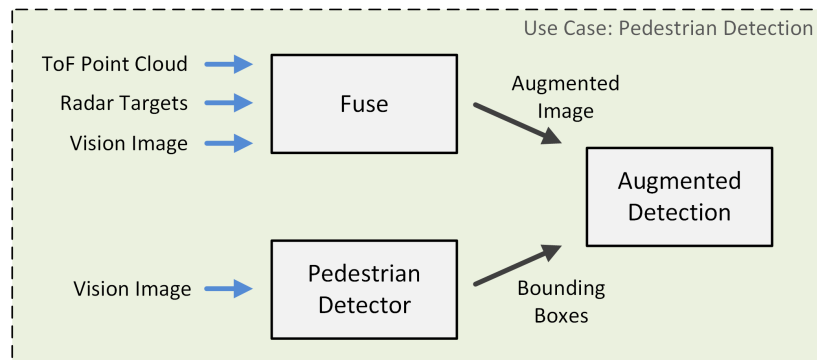 Use Case: Pedestrian Detection
ToF Point Cloud
Radar Targets
Vision Image
Fuse
Augmented
Image
Augmented
Detection
Vision Image
Pedestrian
Detector
Bounding
Boxes